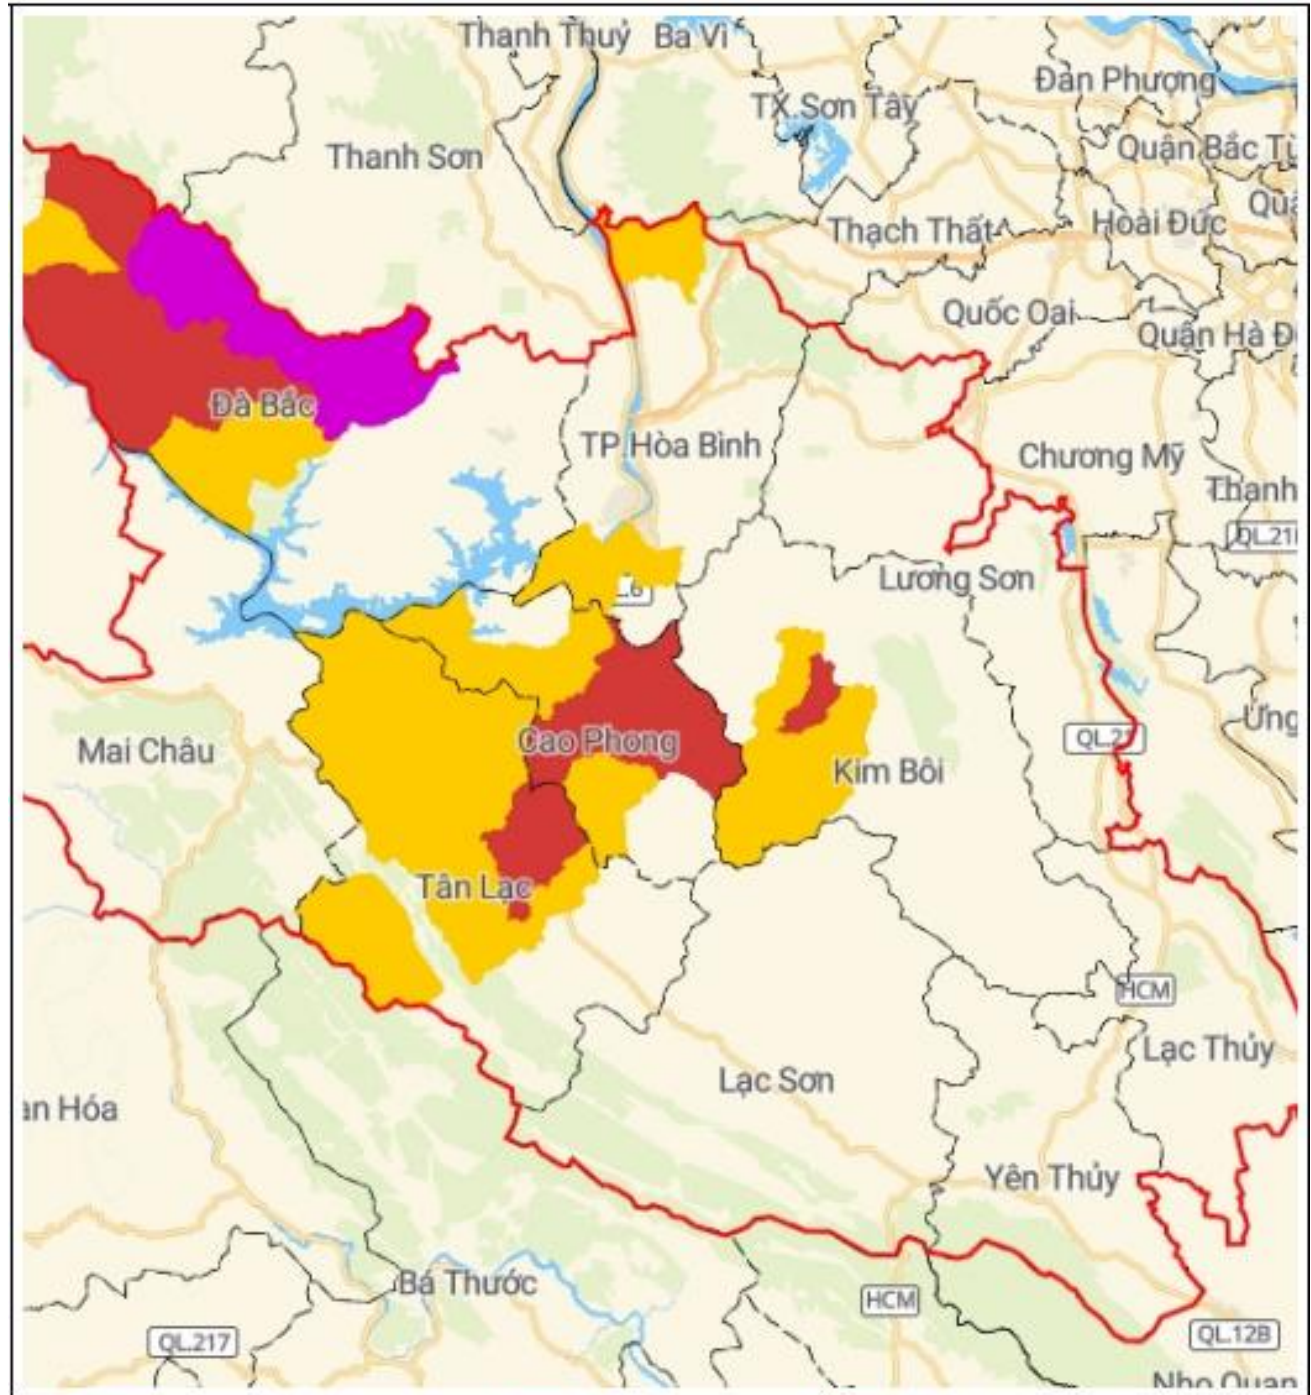 Thanh Thuỷ Ba Vì
Đan Phượng
TX.Sơn Tây
Thanh Sơn
Quận Bắc Từ
Thạch Thất
Hoài Đức
Quốc Oai
Quận Hà Đ
Đà Bắc
TP.Hòa Bình
Chương Mỹ
Thanh
Lương Sơn
Ứng
QL.21
Cao Phong
Mai Châu
Kim Bôi
Tân Lạc
HCM
Lạc Thủy
Lạc Sơn
an Hóa
Yên Thủy
Bá Thước
HCM
QL.217
QL.12B
Nho Quan